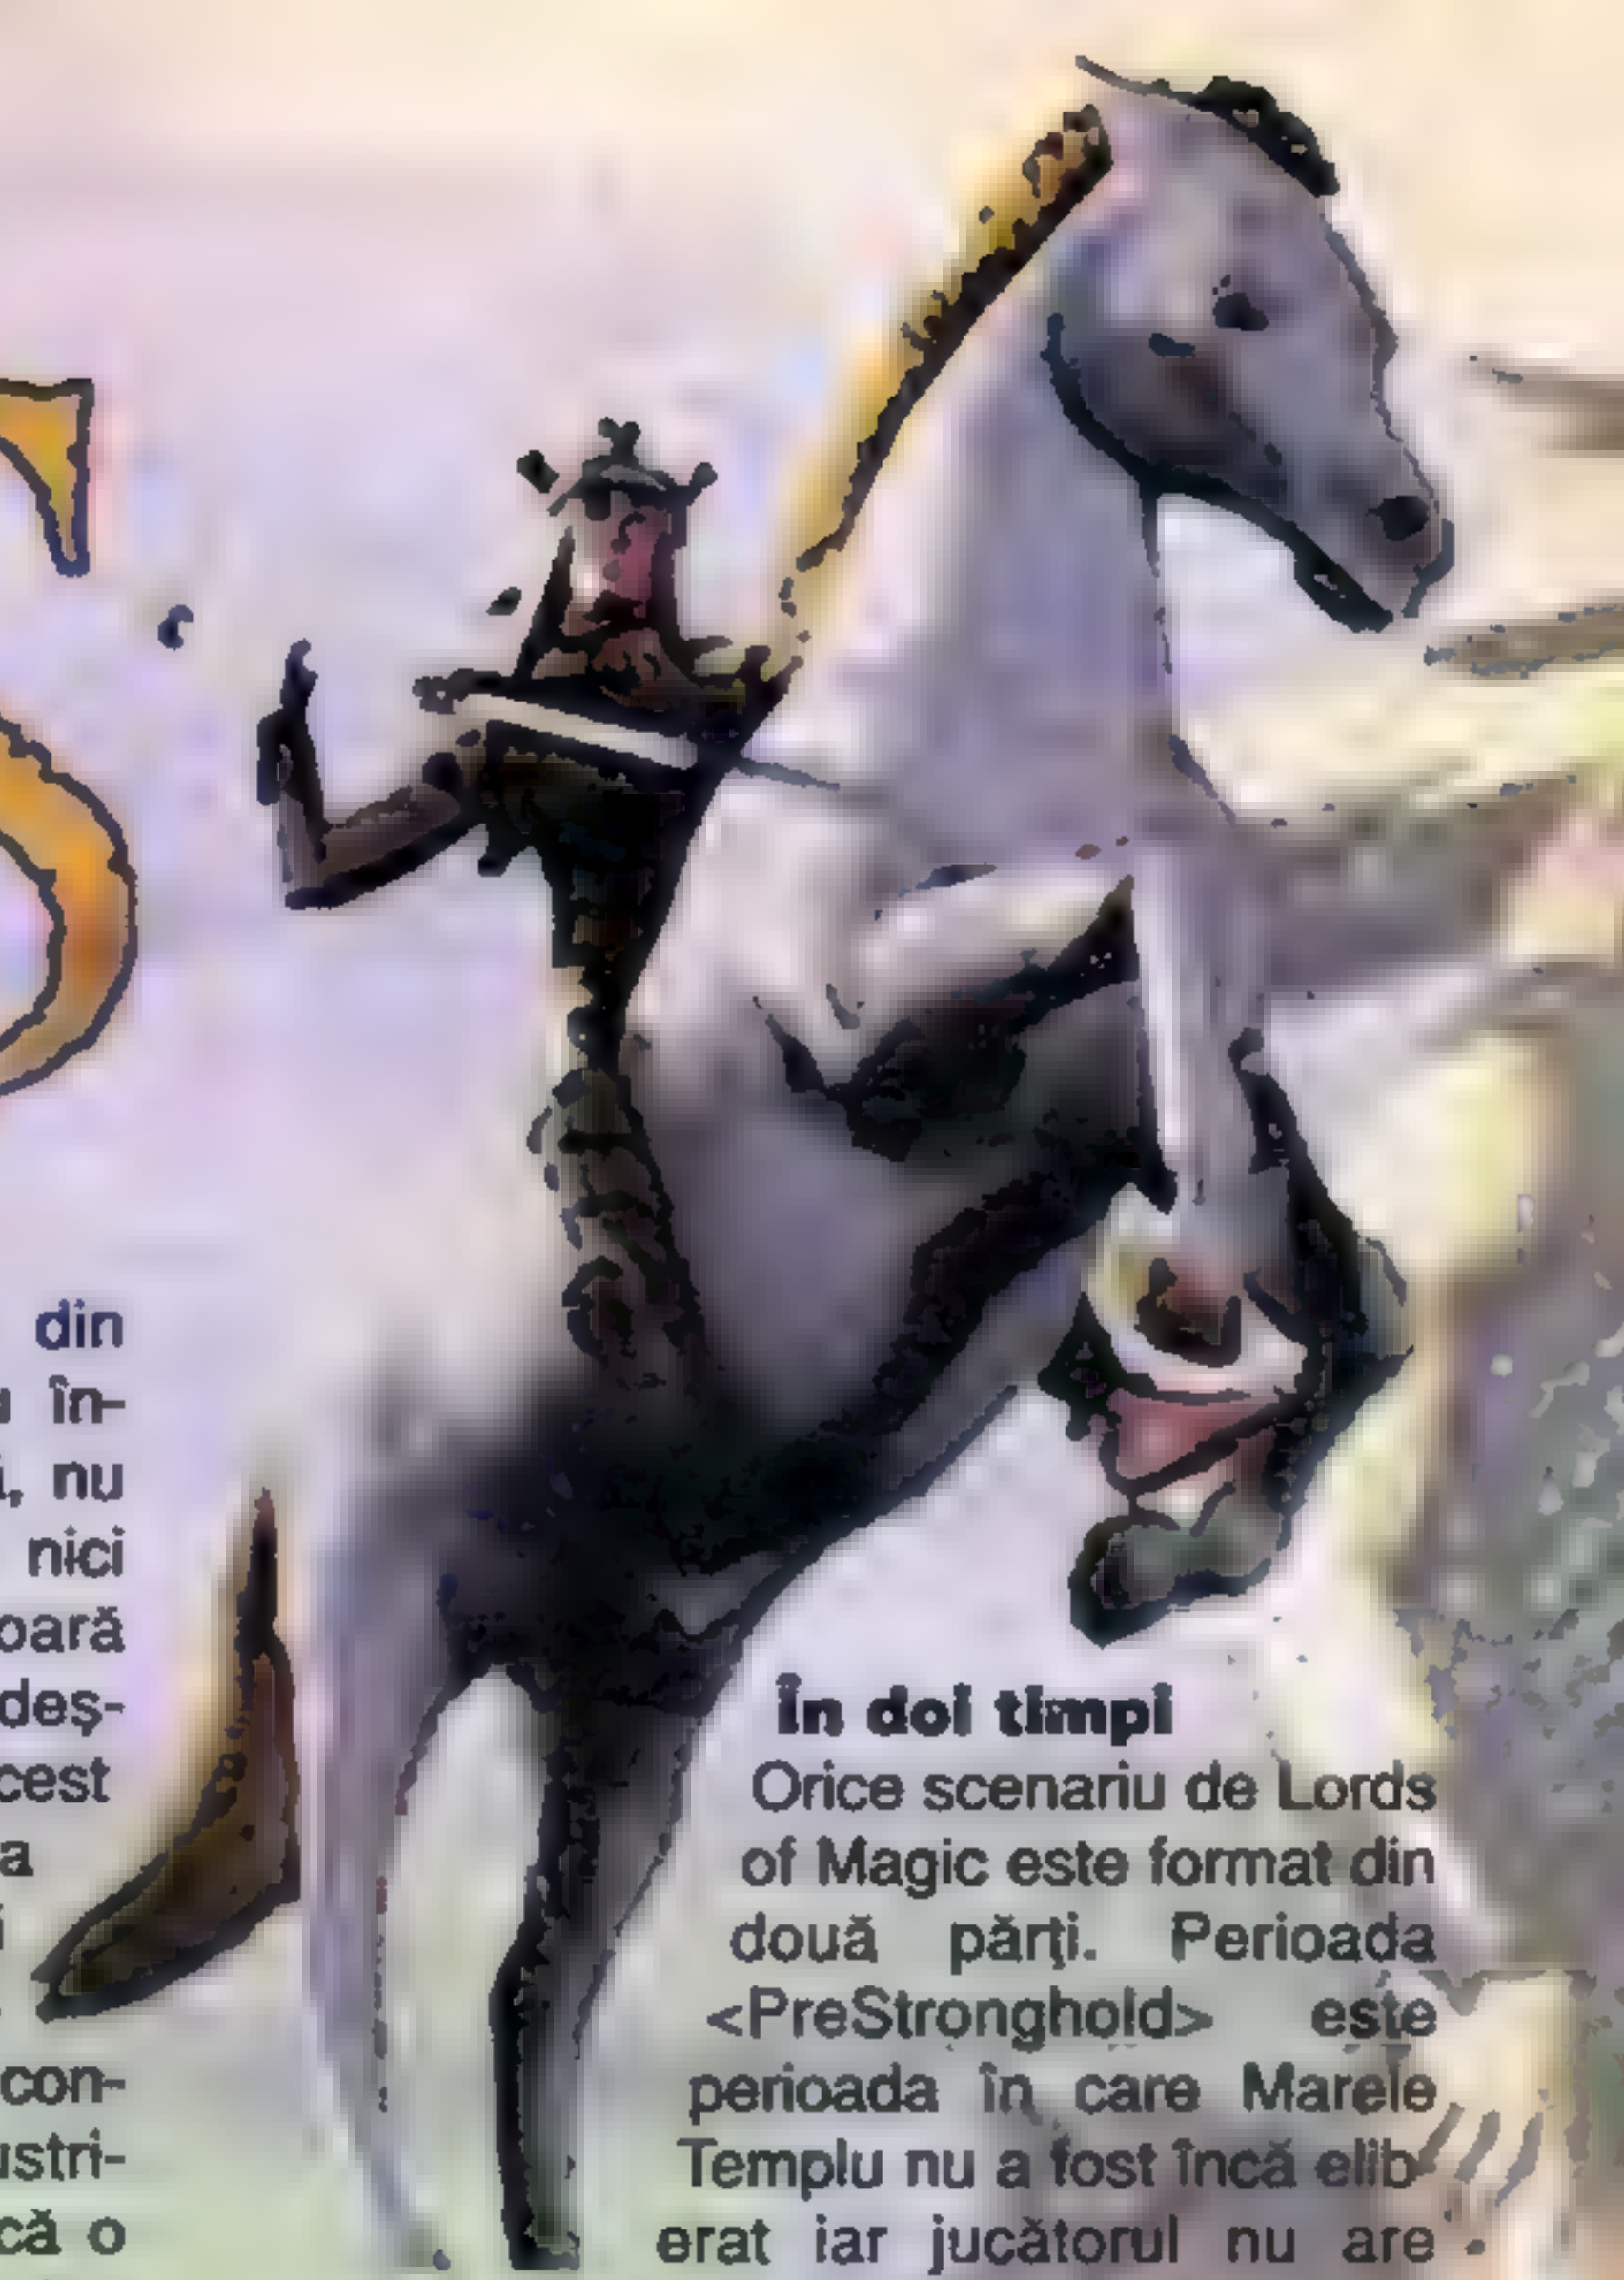 din
în-
nu
nici
oară
deș-
cest
a
con-
ustri-
că o
În doi timpi
Orice scenariu de Lords
of Magic este format din
două părţi. Perioada
<PreStronghold> este
perioada în care Marele
Templu nu a fost încă elib-
erat iar jucătorul nu are